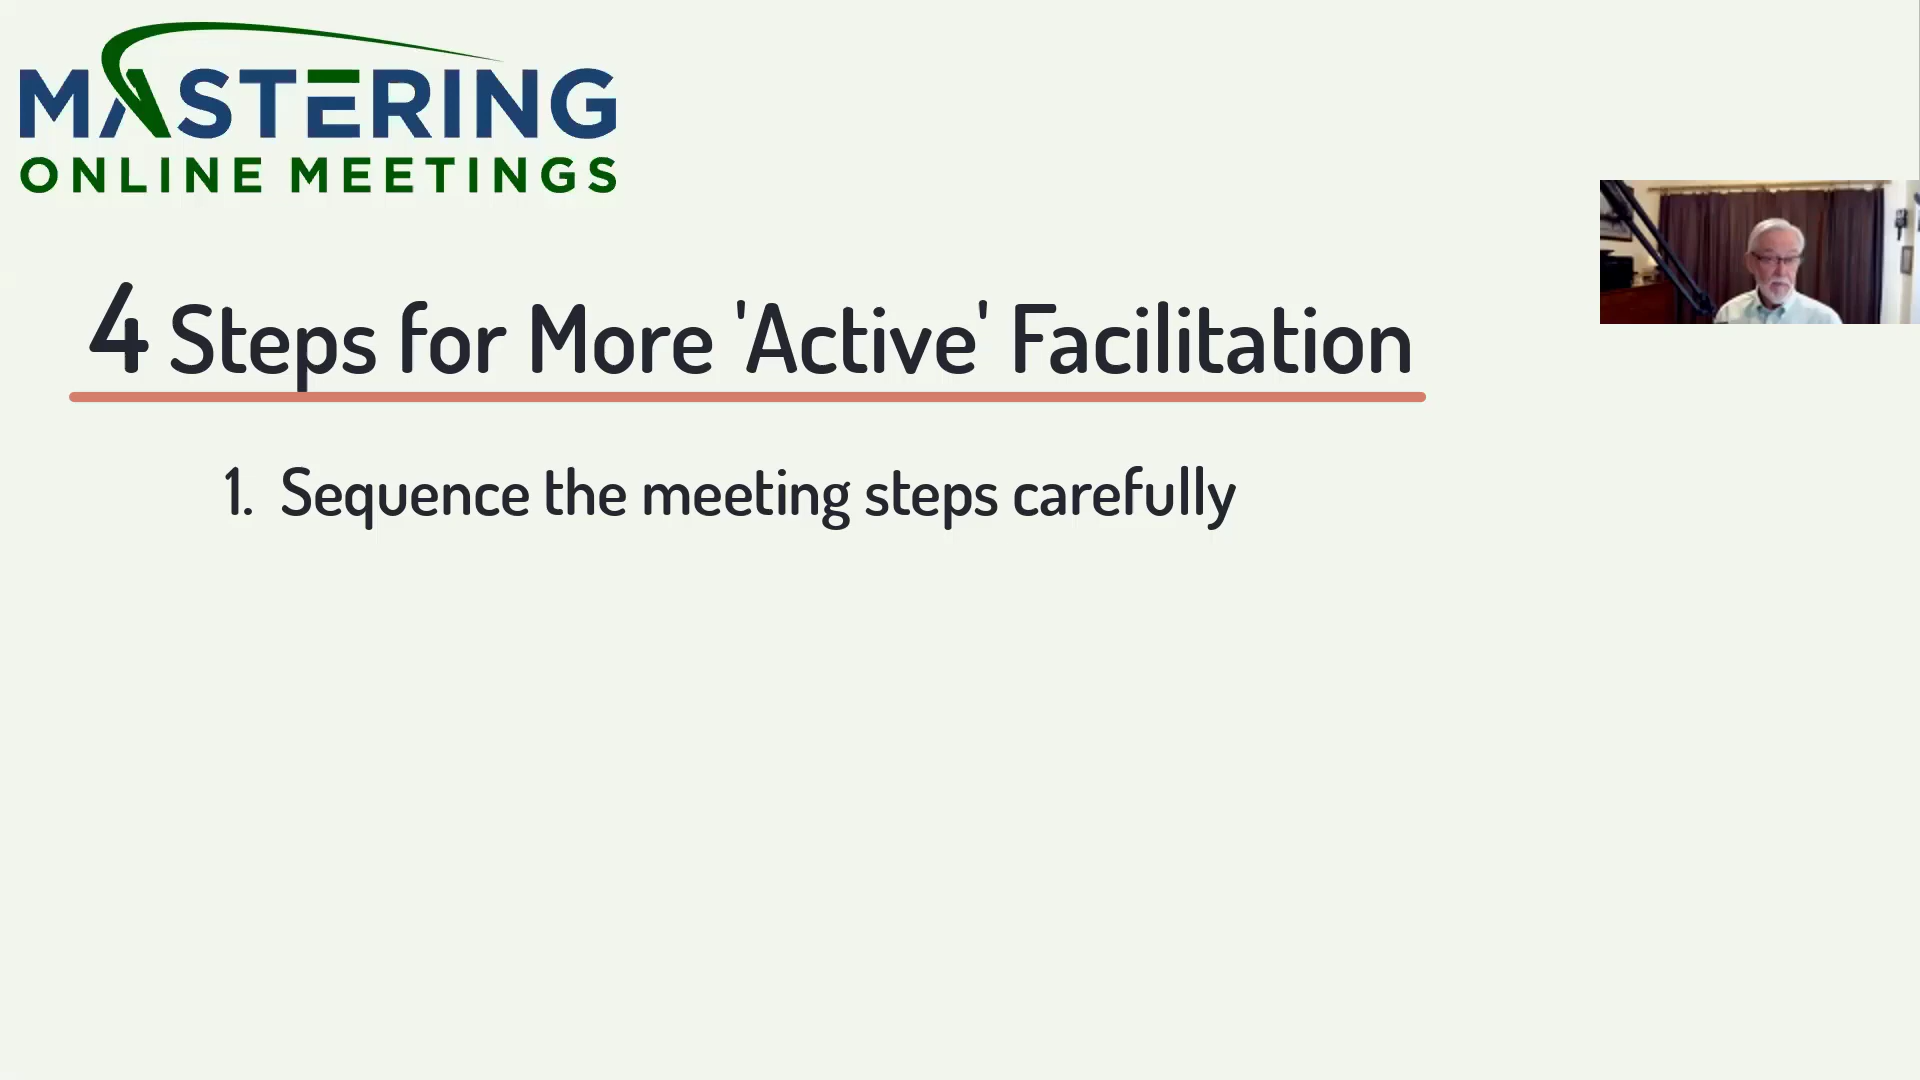 MASTERING
ONLINE MEETINGS
4 Steps for More 'Active' Facilitation
1. Sequence the meeting steps carefully